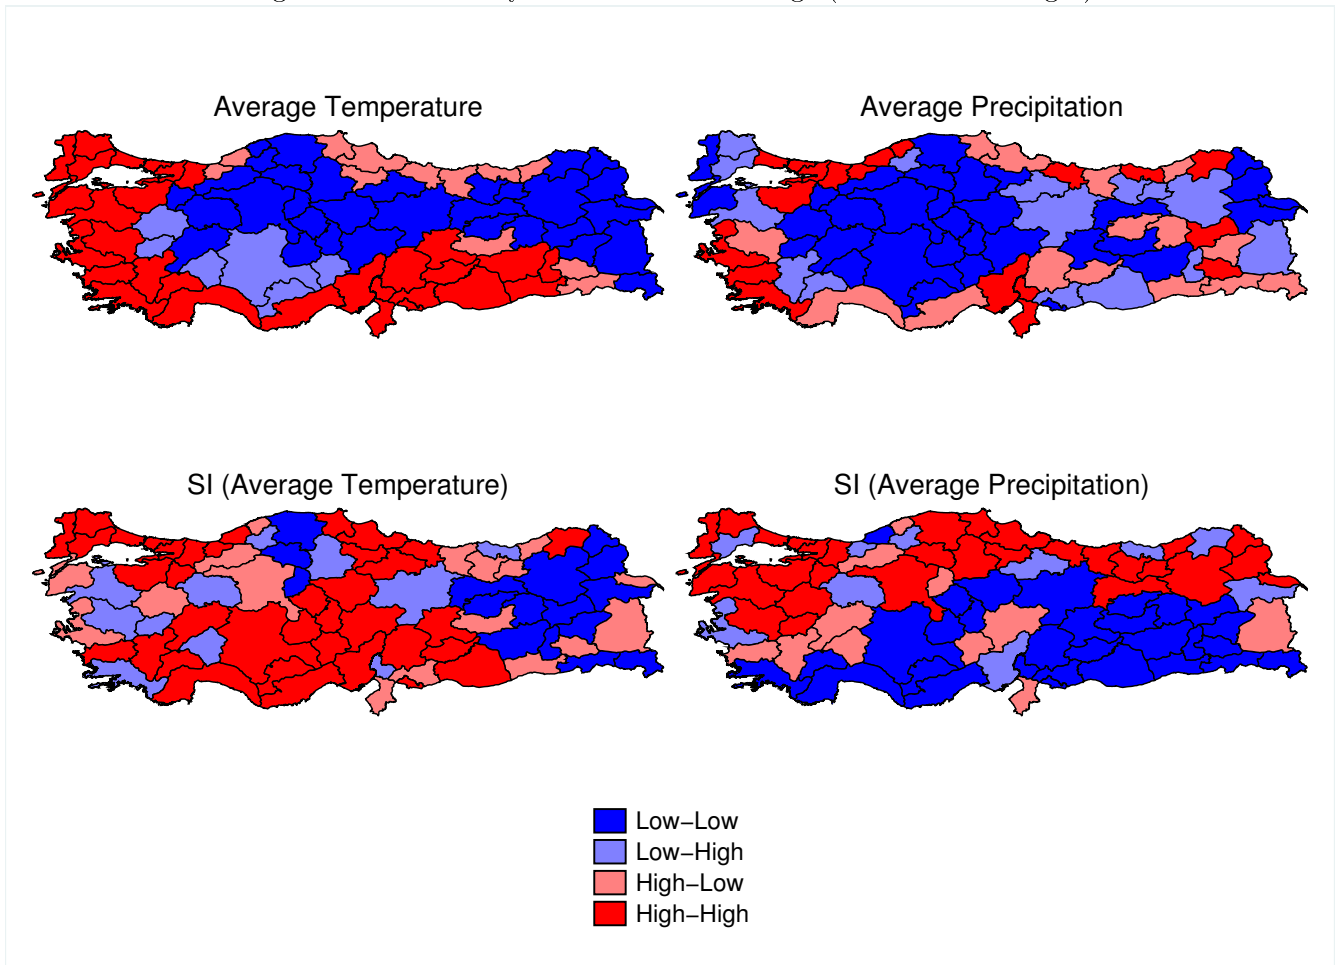 Average Temperature
Average Precipitation
SI (Average Temperature)
SI (Average Precipitation)
Low−Low
Low−High
High−Low
High−High